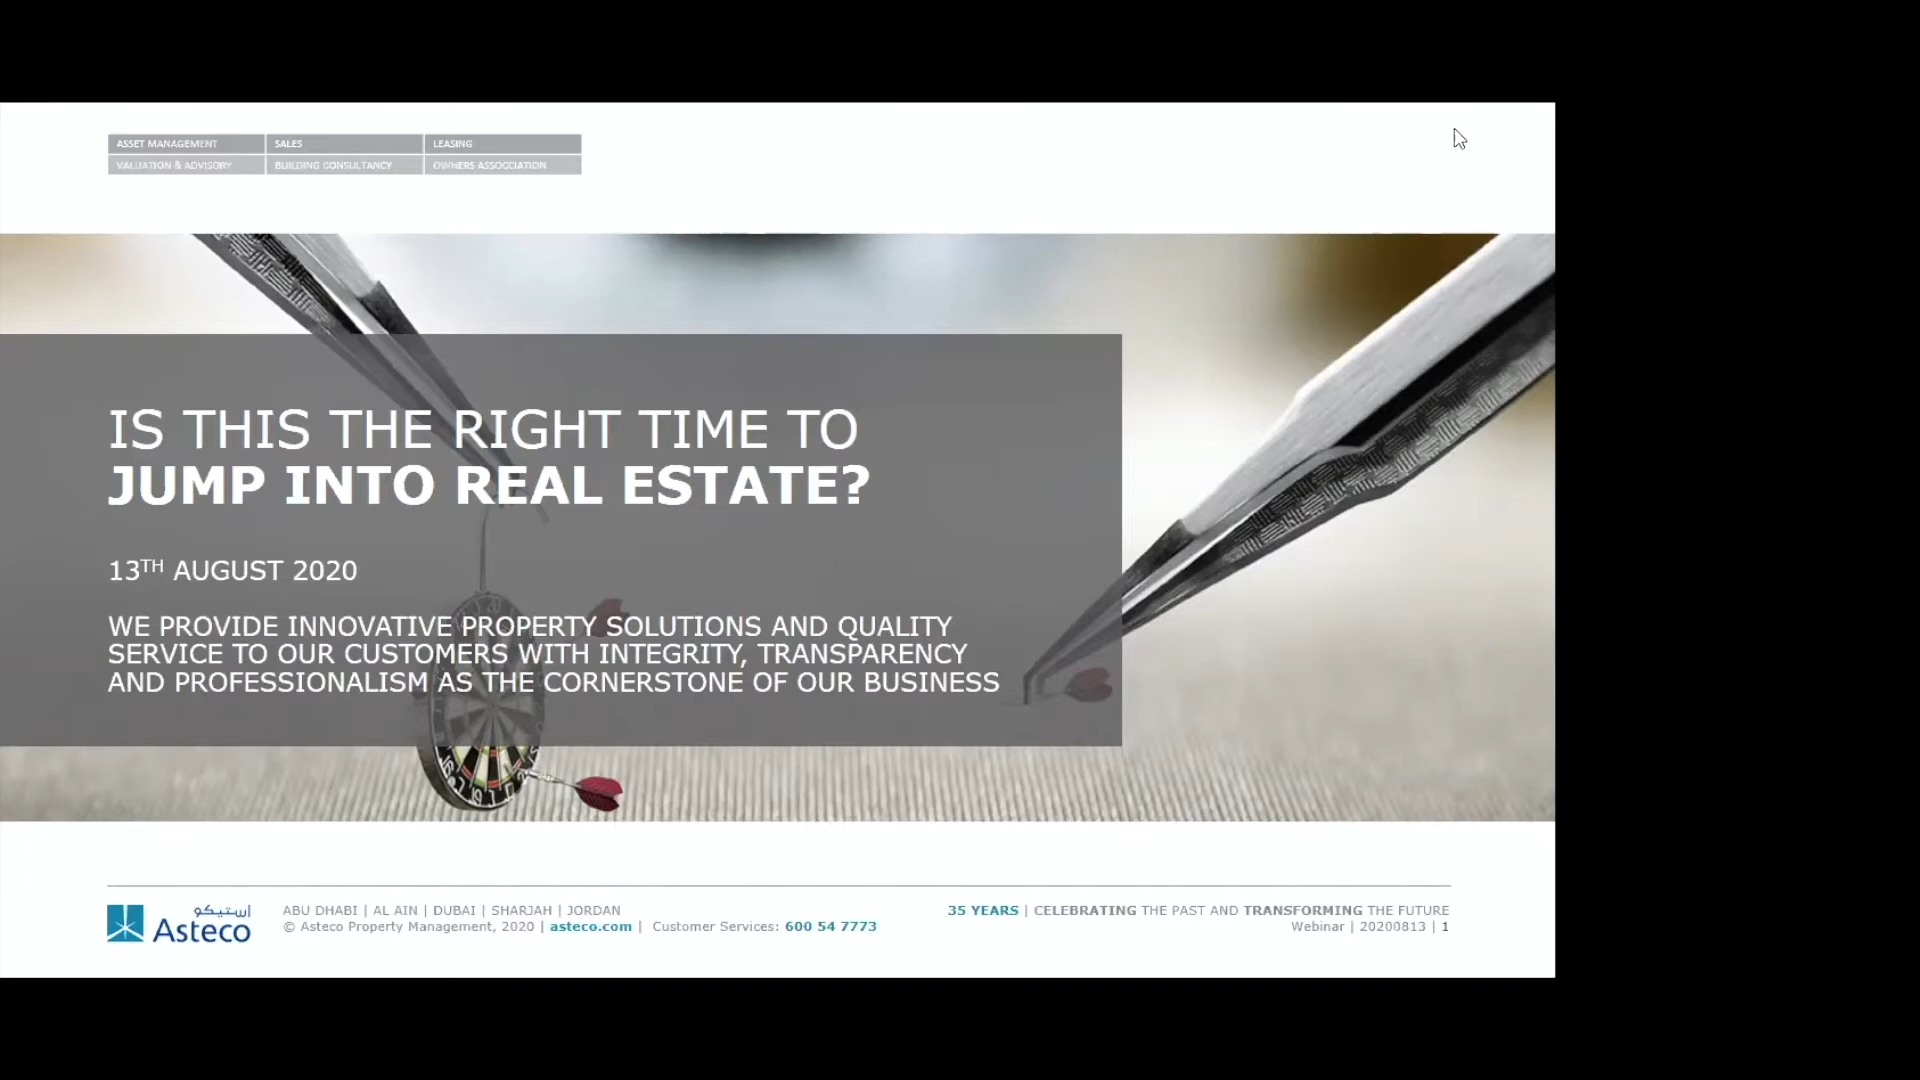 ASSET MANAGEMENT SALES LEASING
VALUATION & ADVISORY BUILDING CONSULTANCY OWNERS ASSOCCIATION
IS THIS THE RIGHT TIME TO
JUMP INTO REAL ESTATE?
13TH AUGUST 2020
WE PROVIDE INNOVATIVE PROPERTY SOLUTIONS AND QUALITY
SERVICE TO OUR CUSTOMERS WITH INTEGRITY, TRANSPARENCY
AND PROFESSIONALISM AS THE CORNERSTONE OF OUR BUSINESS
استيكو
Asteco
ABU DHABI | AL AIN | DUBAI | SHARJAH | JORDAN
© Asteco Property Management, 2020 | asteco.com | Customer Services: 600 54 7773
35 YEARS | CELEBRATING THE PAST AND TRANSFORMING THE FUTURE
Webinar | 20200813 | 1